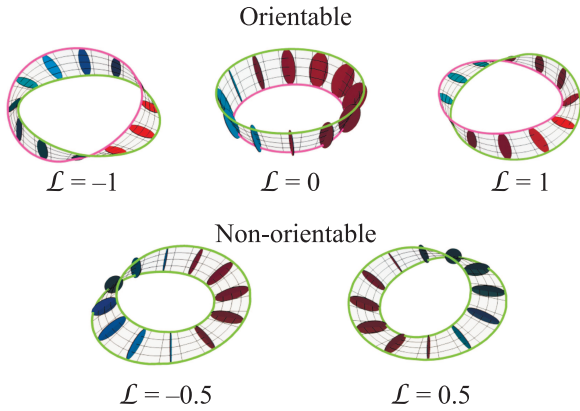 Orientable
ℒ = –1
ℒ = 0
ℒ = 1
Non-orientable
ℒ = –0.5
ℒ = 0.5